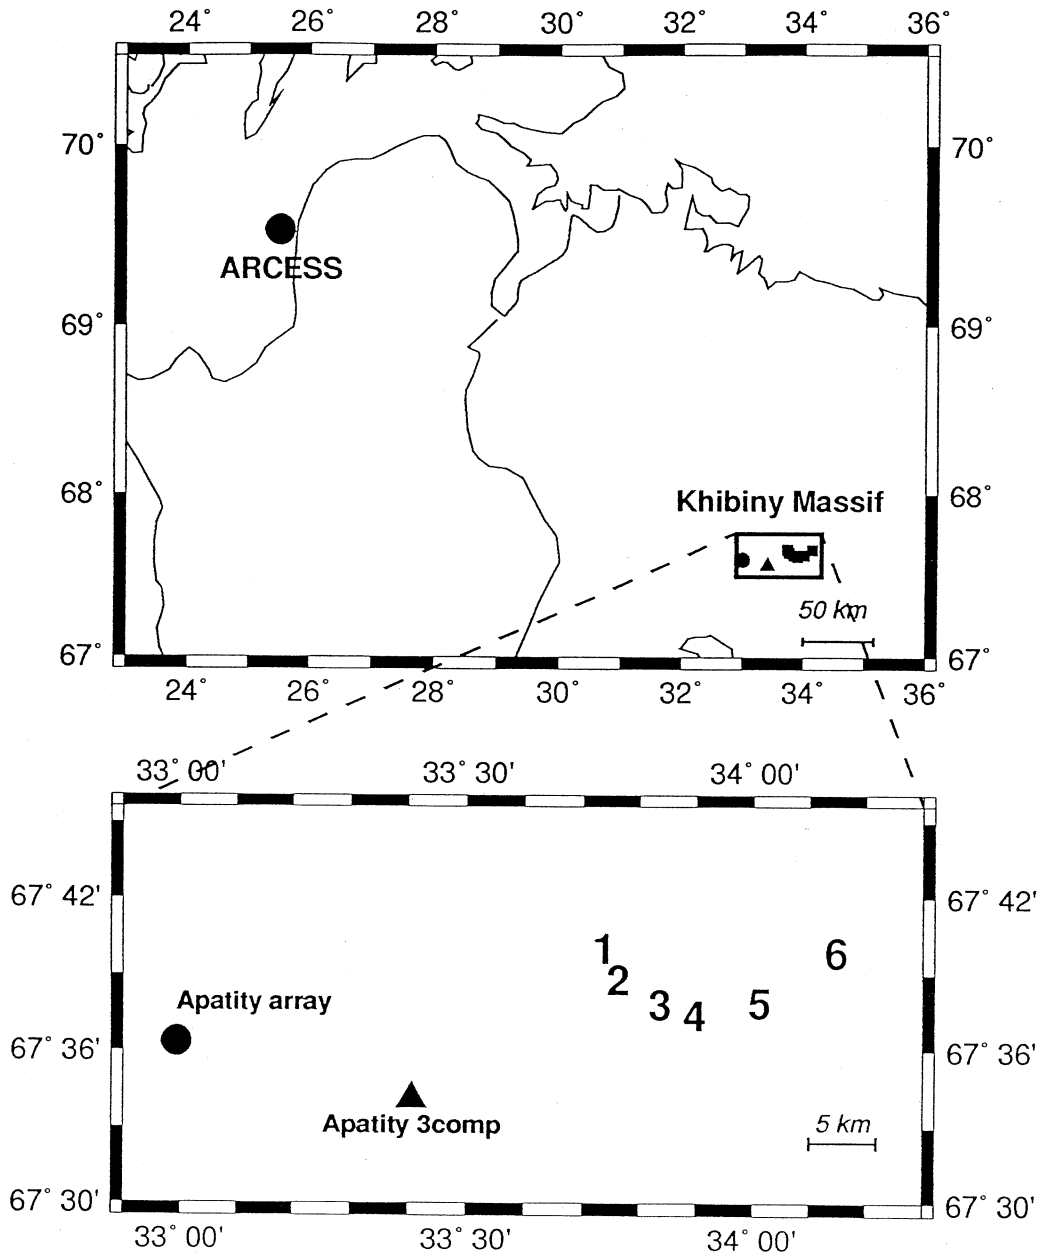 24° 26° 28° 30° 32° 34° 36°
70° 70°
ARCESS
69° 69°
68° 68°
Khibiny Massif
50 km
67° 67°
24° 26° 28° 30° 32° 34° 36°
33° 00' 33° 30' 34° 00'
67° 42' 67° 42'
1 6
2
Apatity array 3 4 5
67° 36' 67° 36'
Apatity 3comp 5 km
67° 30' 67° 30'
33° 00' 33° 30' 34° 00'